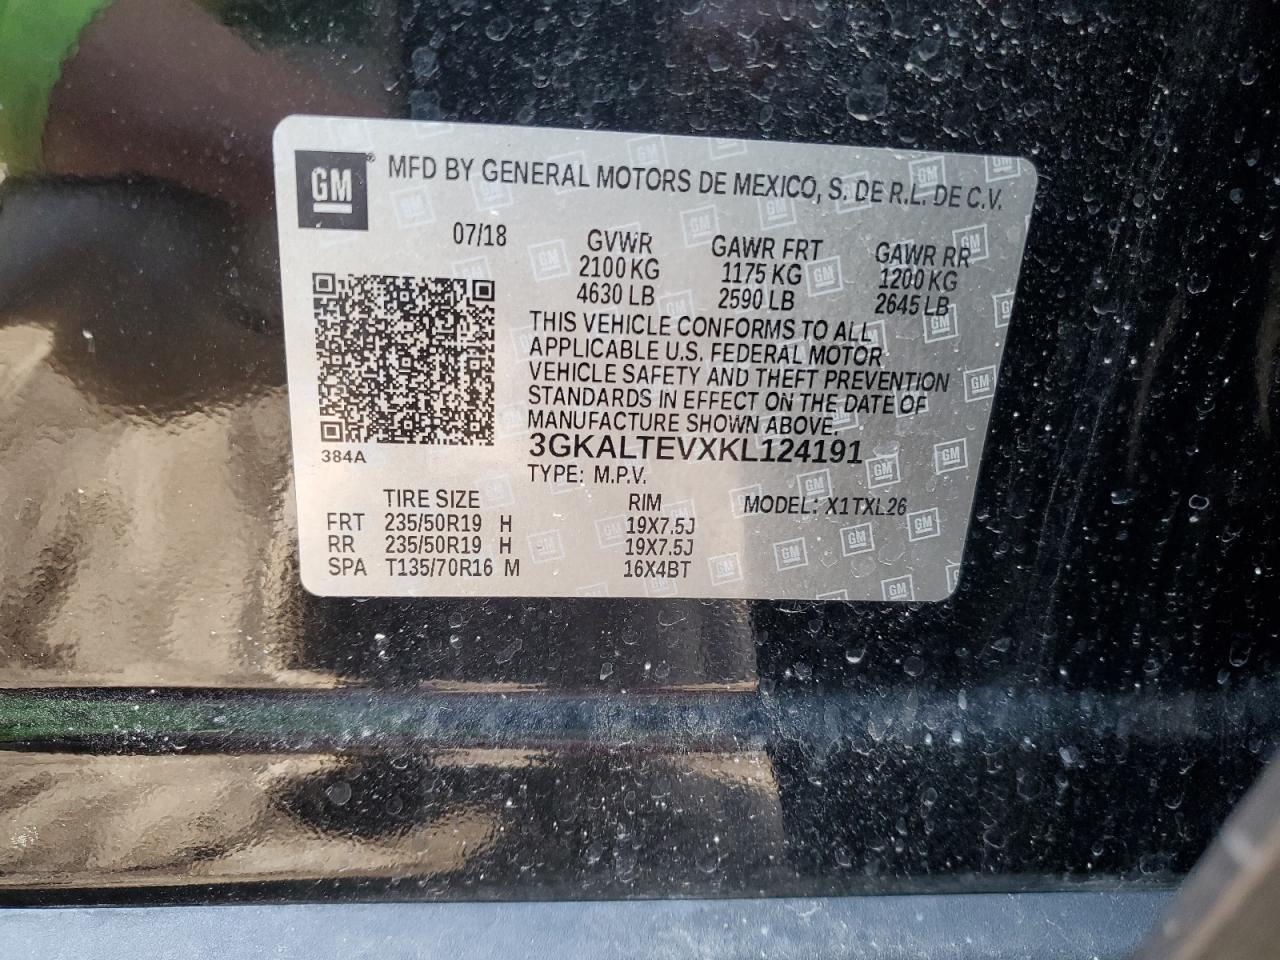 GM® MFD BY GENERAL MOTORS DE MEXICO, S. DE R.L. DE C.V.
07/18 GVWR GAWR FRT GAWR RR
2100 KG 1175 KG 1200 KG
4630 LB 2590 LB 2645 LB
THIS VEHICLE CONFORMS TO ALL
APPLICABLE U.S. FEDERAL MOTOR
VEHICLE SAFETY AND THEFT PREVENTION
STANDARDS IN EFFECT ON THE DATE OF
MANUFACTURE SHOWN ABOVE.
384A 3GKALTEVXKL124191
TYPE: M.P.V.
TIRE SIZE RIM MODEL: X1TXL26
FRT 235/50R19 H 19X7.5J
RR 235/50R19 H 19X7.5J
SPA T135/70R16 M 16X4BT